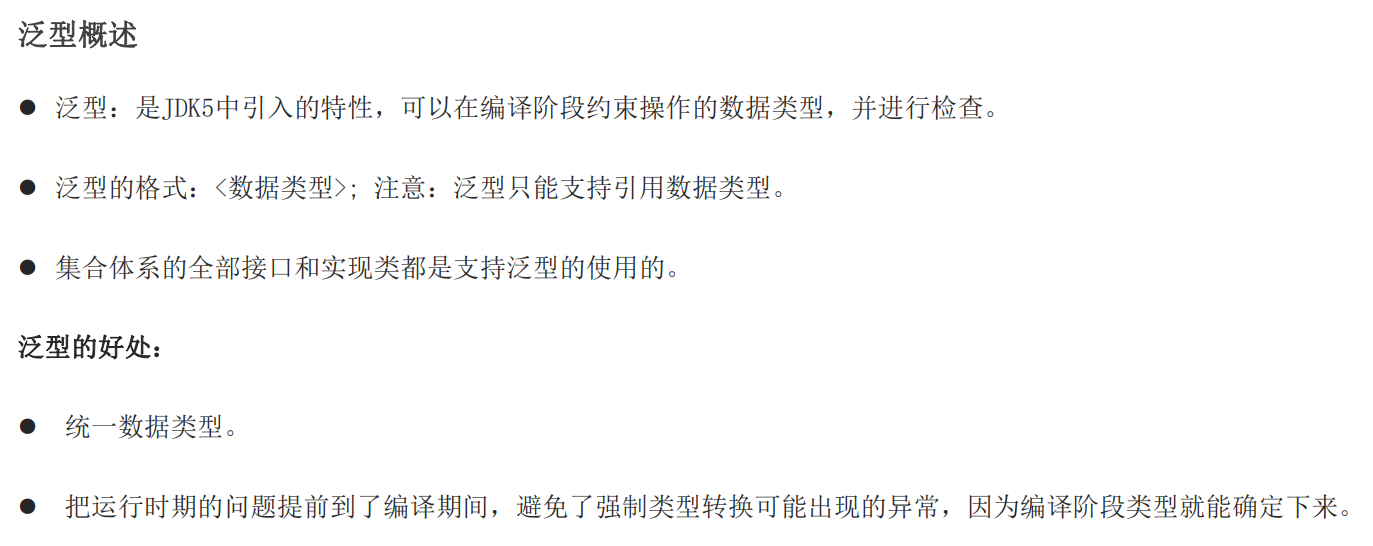 泛型概述
● 泛型：是JDK5中引入的特性，可以在编译阶段约束操作的数据类型，并进行检查。
● 泛型的格式：<数据类型>; 注意：泛型只能支持引用数据类型。
● 集合体系的全部接口和实现类都是支持泛型的使用的。
泛型的好处：
● 统一数据类型。
● 把运行时期的问题提前到了编译期间，避免了强制类型转换可能出现的异常，因为编译阶段类型就能确定下来。